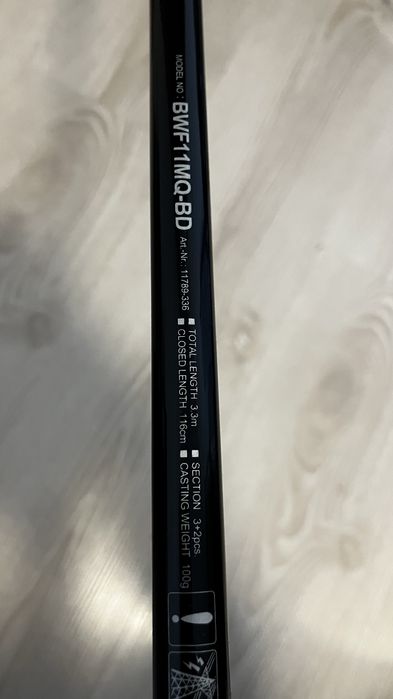 MODEL NO : BWF11MQ-BD Art.-Nr.: 11789-336
■ TOTAL LENGTH 3.3m ■ SECTION 3+2pcs.
■ CLOSED LENGTH 116cm ■ CASTING WEIGHT 100g